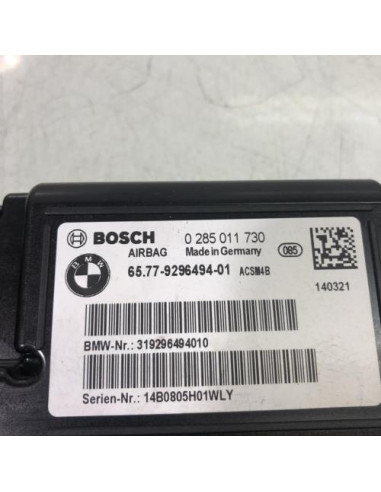 BOSCH 0 285 011 730
AIRBAG Made in Germany 085
BMW 65.77-9296494-01 ACSM4B
140321
BMW-Nr.: 319296494010
Serien-Nr.: 14B0805H01WLY